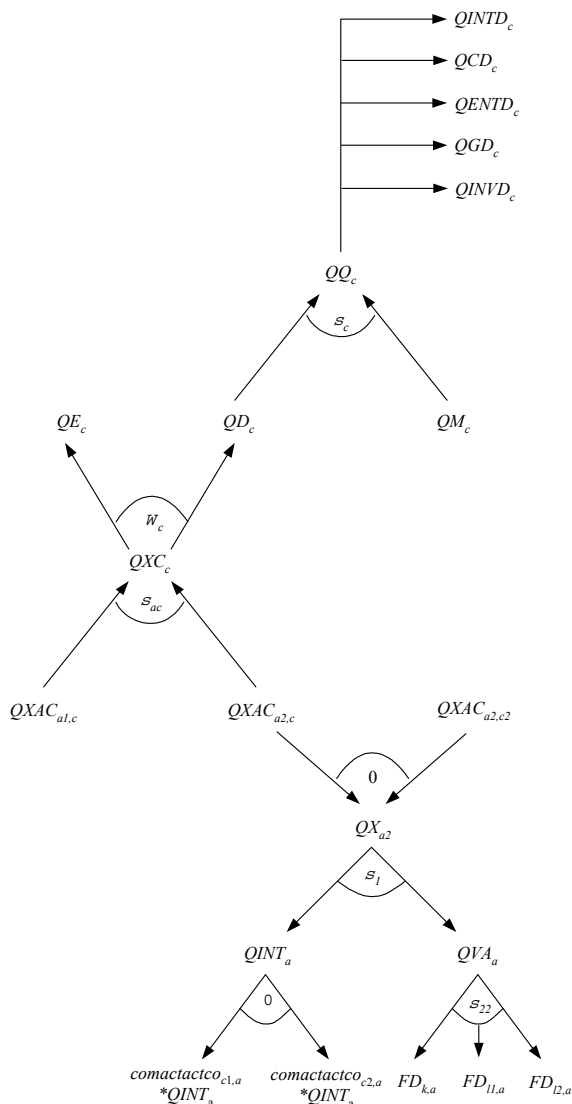 QINTD_c
QCD_c
QENTD_c
QGD_c
QINVD_c
QQ_c
s_c
QE_c
QD_c
QM_c
W_c
QXC_c
s_ac
QXAC_a1,c
QXAC_a2,c
QXAC_a2,c2
0
QX_a2
s_1
QINT_a
QVA_a
0
s_22
comactactco_c1,a
*QINT_a
comactactco_c2,a
*QINT_a
FD_k,a
FD_l1,a
FD_l2,a